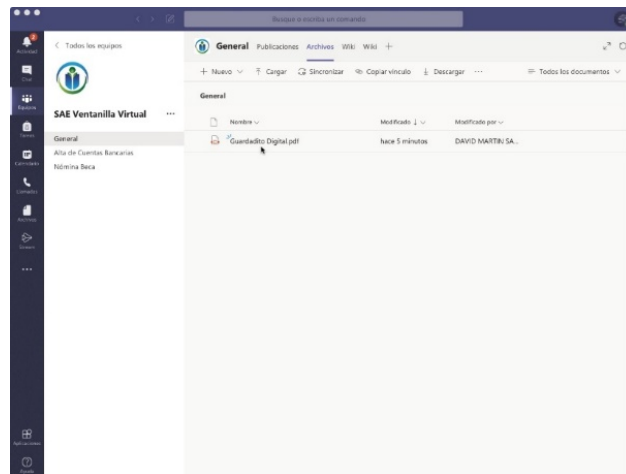 Busque o escriba un comando
2
Actividad
Chat
Equipos
Tareas
Calendario
Llamadas
Archivos
Stream
Aplicaciones
Ayuda
Todos los equipos
SAE Ventanilla Virtual
General
Alta de Cuentas Bancarias
Nómina Beca
General Publicaciones Archivos Wiki Wiki
Nuevo Cargar Sincronizar Copiar vínculo Descargar Todos los documentos
General
Nombre Modificado Modificado por
Guardadito Digital.pdf hace 5 minutos DAVID MARTIN SA...